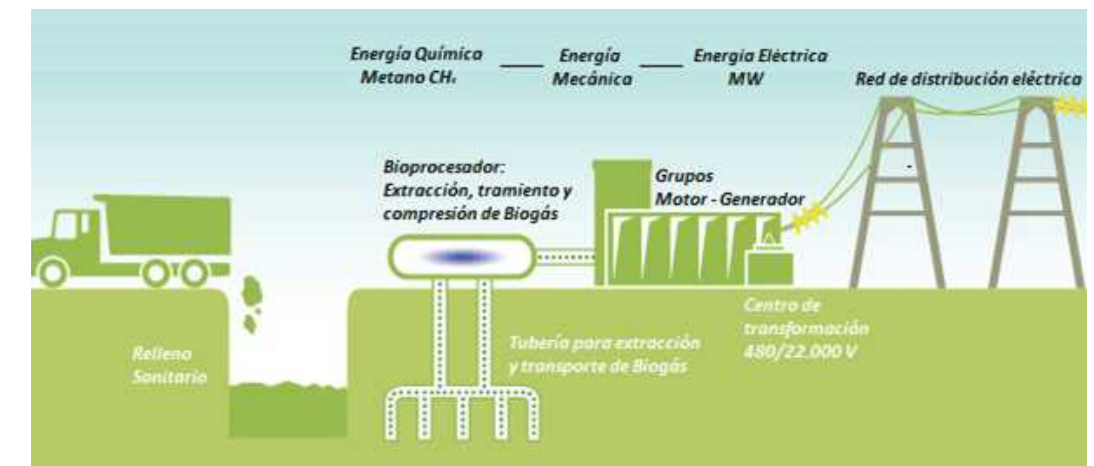 Energía Química
Metano CH₄
Energía
Mecánica
Energia Eléctrica
MW
Red de distribución eléctrica
Bioprocesador:
Extracción, tramiento y
compresión de Biogás
Grupos
Motor - Generador
Centro de
transformación
480/22.000 V
Relleno
Sanitario
Tubería para extracción
y transporte de Biogás